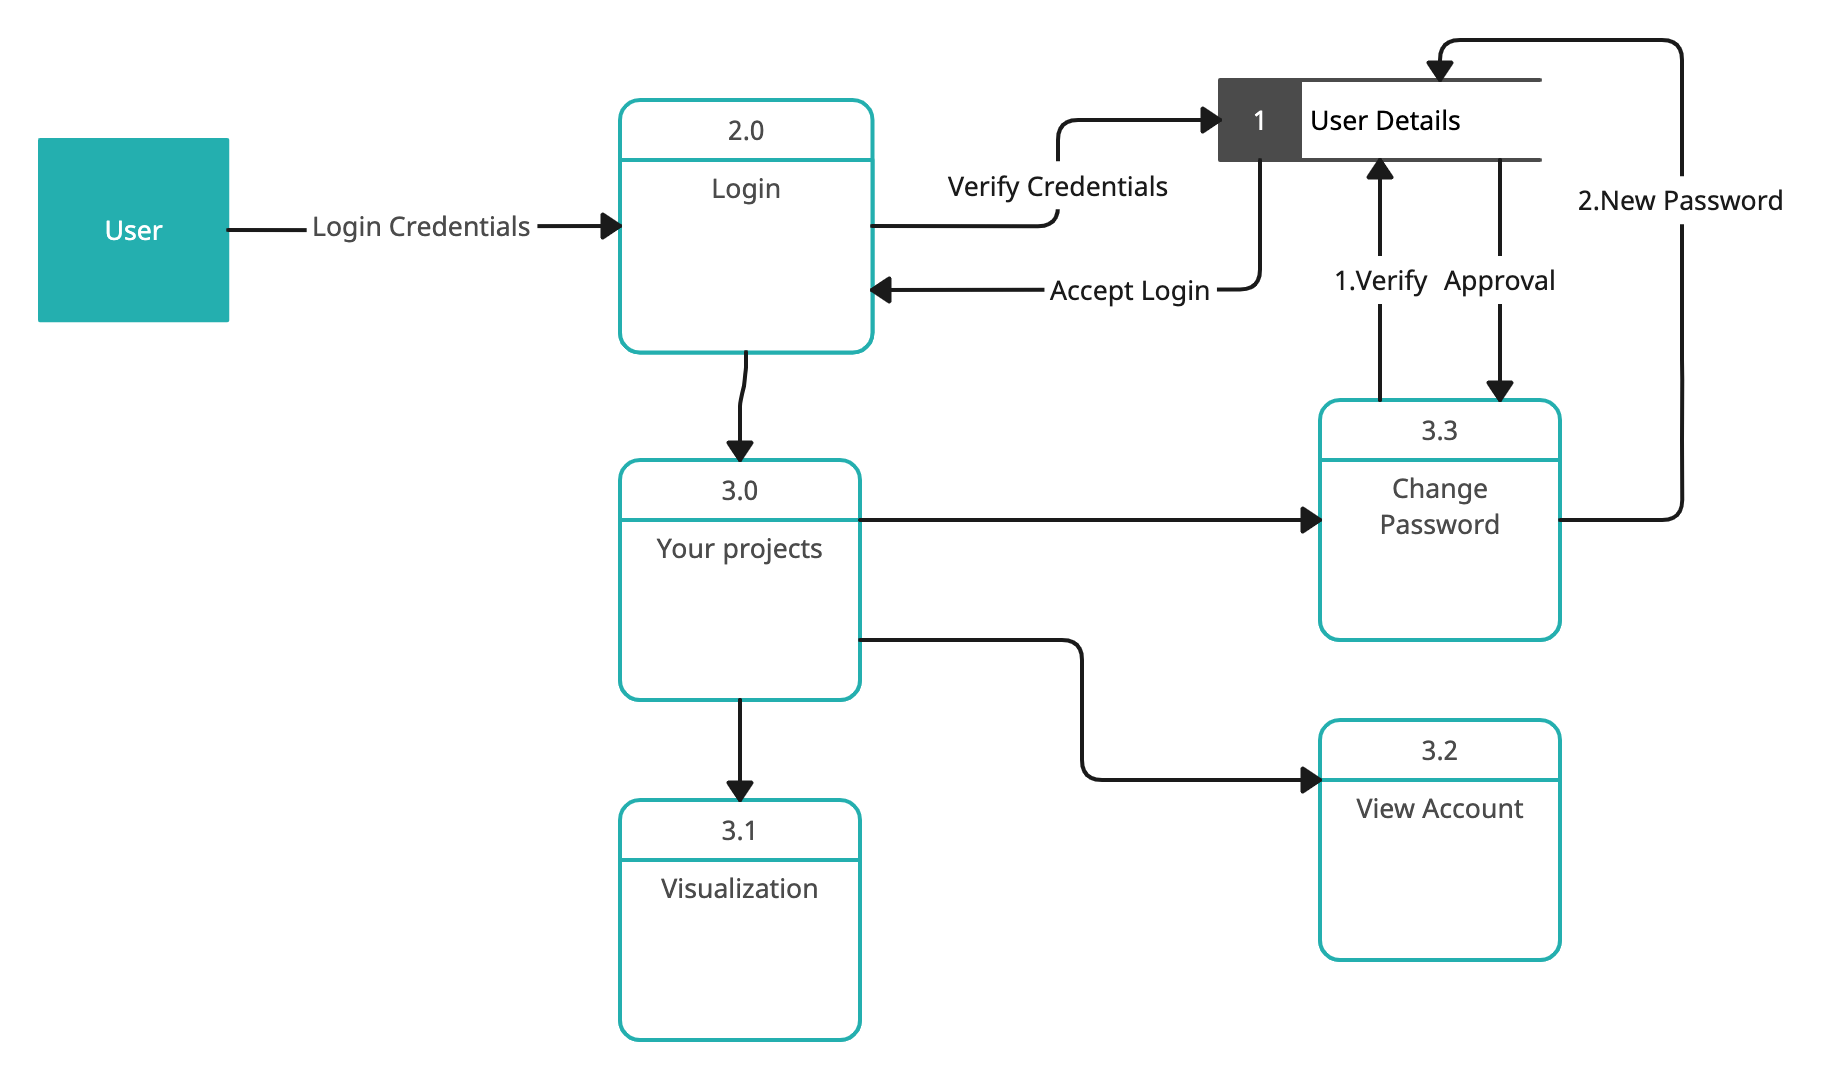 User
Login Credentials
2.0
Login
Verify Credentials
Accept Login
1
User Details
2.New Password
1.Verify
Approval
3.0
Your projects
3.3
Change
Password
3.1
Visualization
3.2
View Account